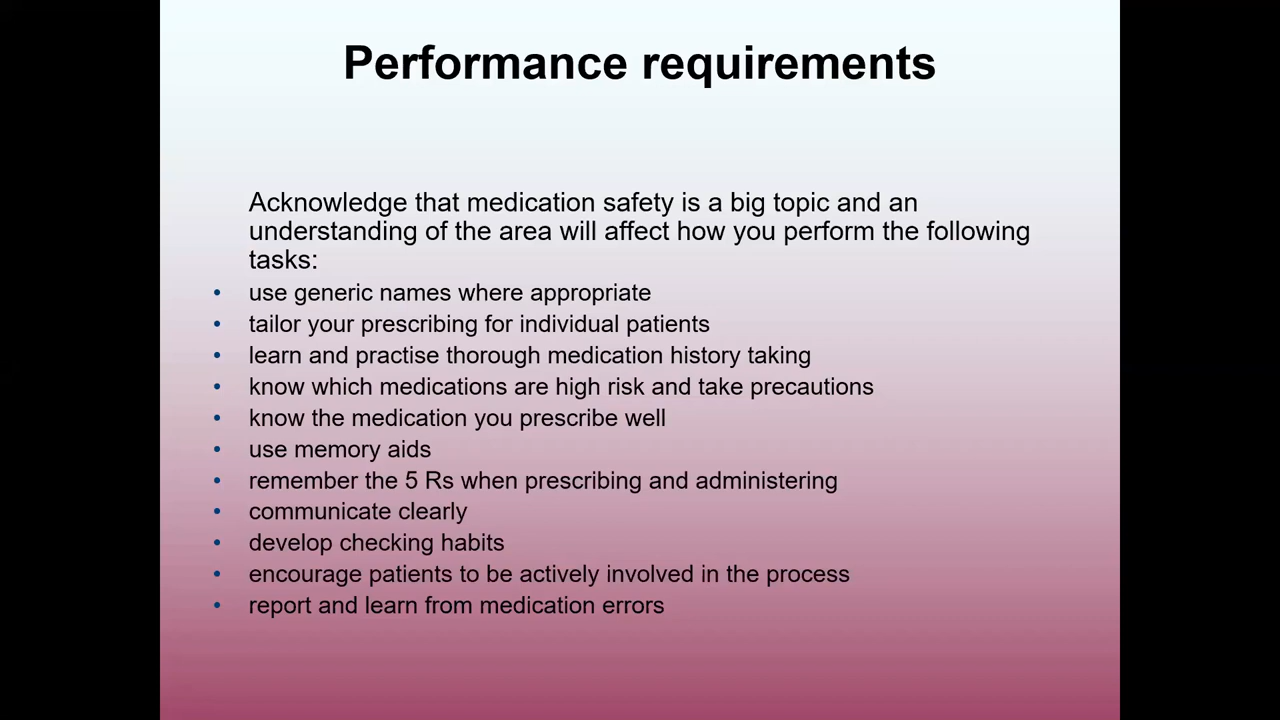 Performance requirements
Acknowledge that medication safety is a big topic and an
understanding of the area will affect how you perform the following
tasks:
• use generic names where appropriate
• tailor your prescribing for individual patients
• learn and practise thorough medication history taking
• know which medications are high risk and take precautions
• know the medication you prescribe well
• use memory aids
• remember the 5 Rs when prescribing and administering
• communicate clearly
• develop checking habits
• encourage patients to be actively involved in the process
• report and learn from medication errors